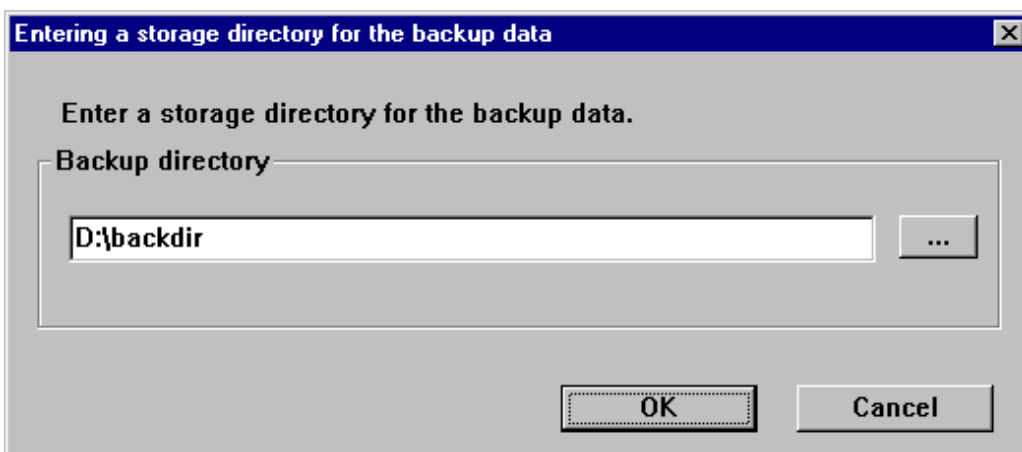 Entering a storage directory for the backup data
Enter a storage directory for the backup data.
Backup directory
D:\backdir
...
OK
Cancel